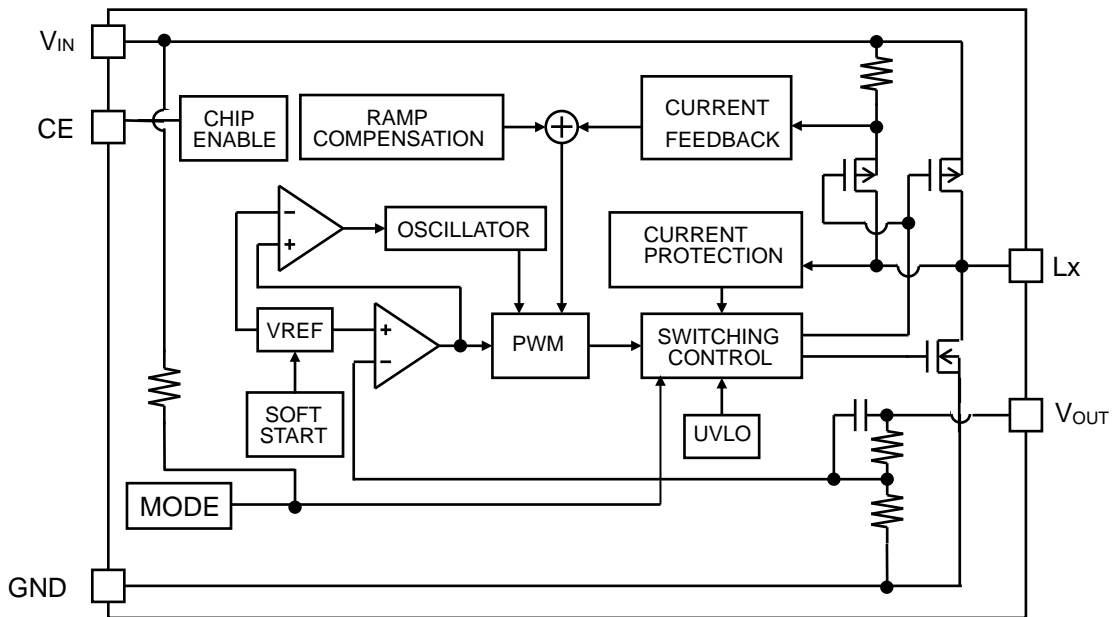 VIN
CE
CHIP
ENABLE
RAMP
COMPENSATION
+
CURRENT
FEEDBACK
−
+
OSCILLATOR
CURRENT
PROTECTION
Lx
VREF
+
−
PWM
SWITCHING
CONTROL
SOFT
START
UVLO
VOUT
MODE
GND